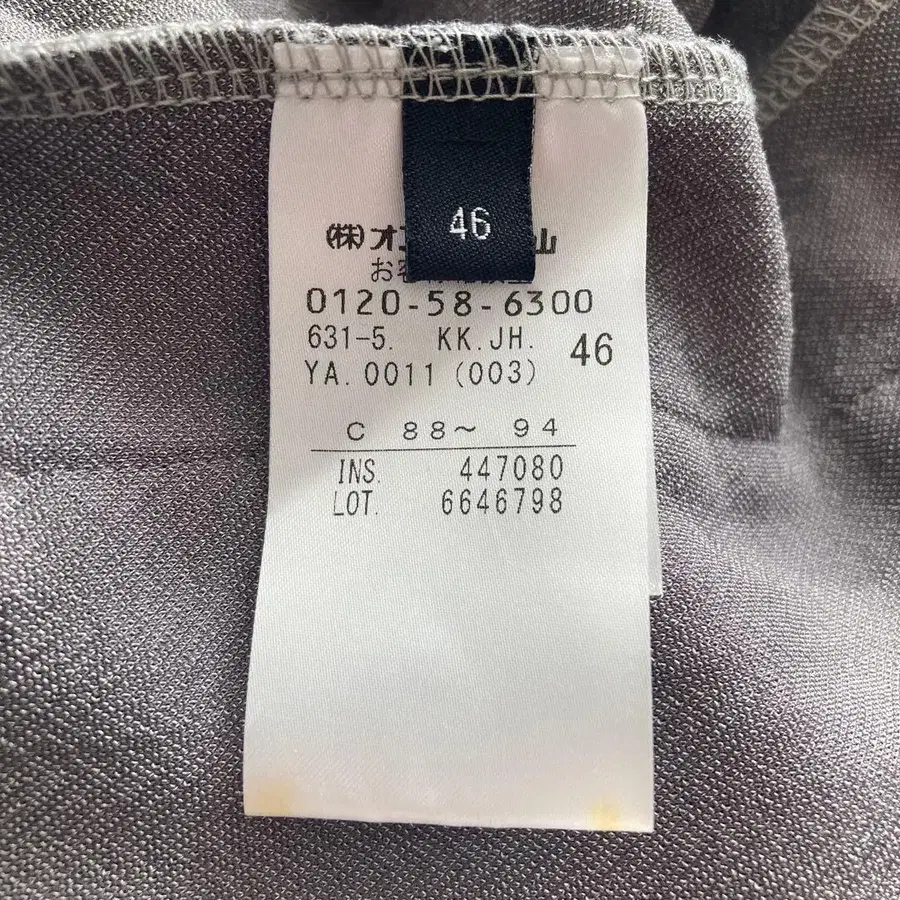 46
(株)オ 山
お
0120-58-6300
631-5. KK.JH. 46
YA.0011(003)
C 88～ 94
INS. 447080
LOT. 6646798